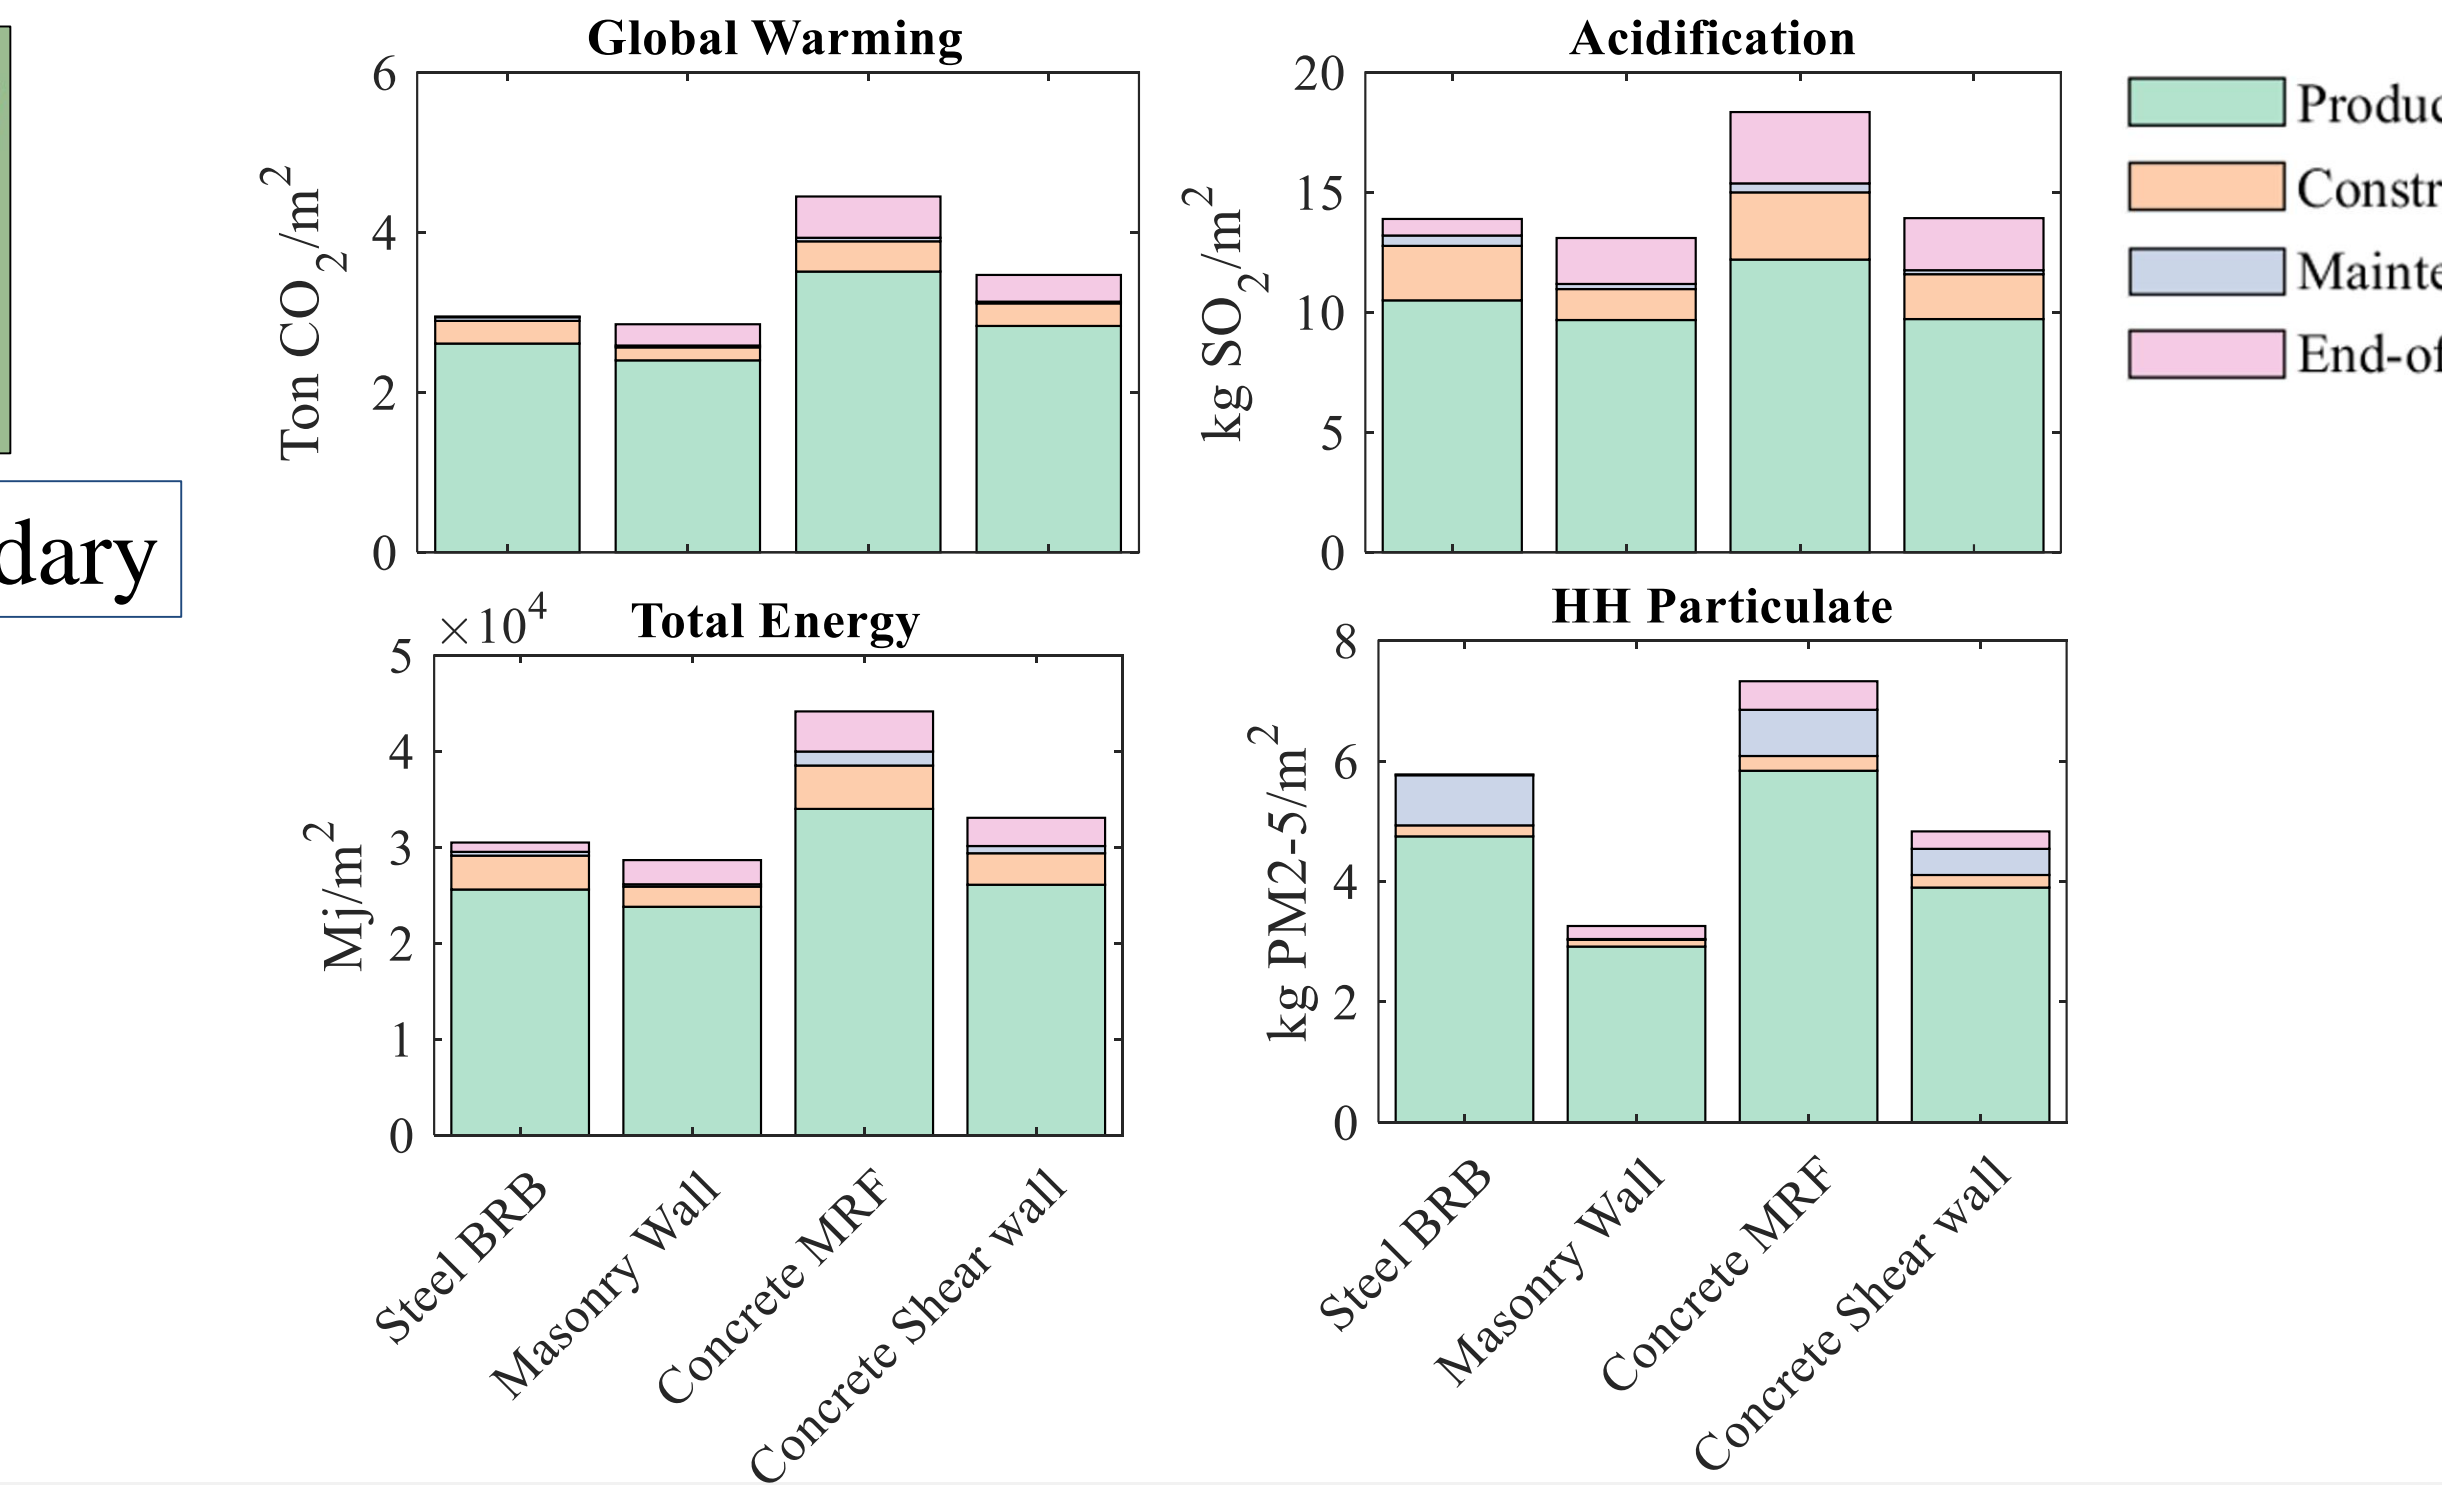 dary
Global Warming
Ton CO2/m2
6
4
2
0
Acidification
kg SO2/m2
20
15
10
5
0
Total Energy
×10^4
Mj/m2
5
4
3
2
1
0
Steel BRB
Masonry Wall
Concrete MRF
Concrete Shear wall
HH Particulate
kg PM2-5/m2
8
6
4
2
0
Steel BRB
Masonry Wall
Concrete MRF
Concrete Shear wall
Produc
Constr
Mainte
End-of